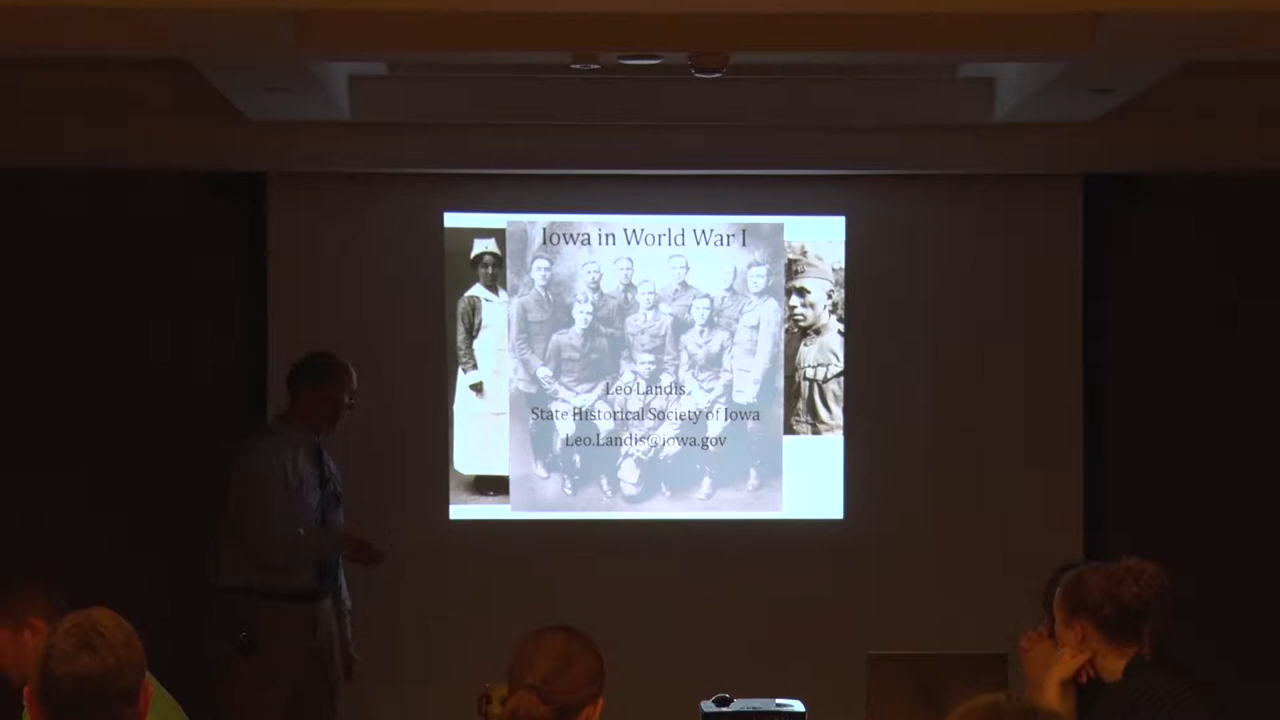 Iowa in World War I
Leo Landis
State Historical Society of Iowa
Leo.Landis@iowa.gov